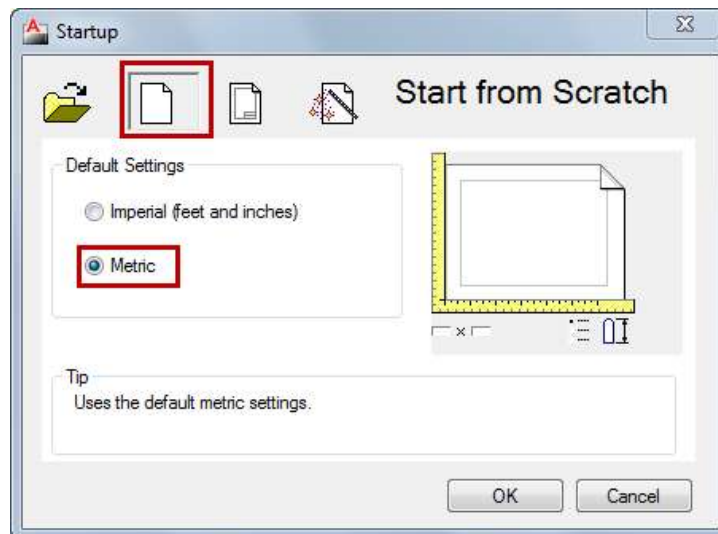 Startup
Start from Scratch
Default Settings
Imperial (feet and inches)
Metric
Tip
Uses the default metric settings.
OK
Cancel